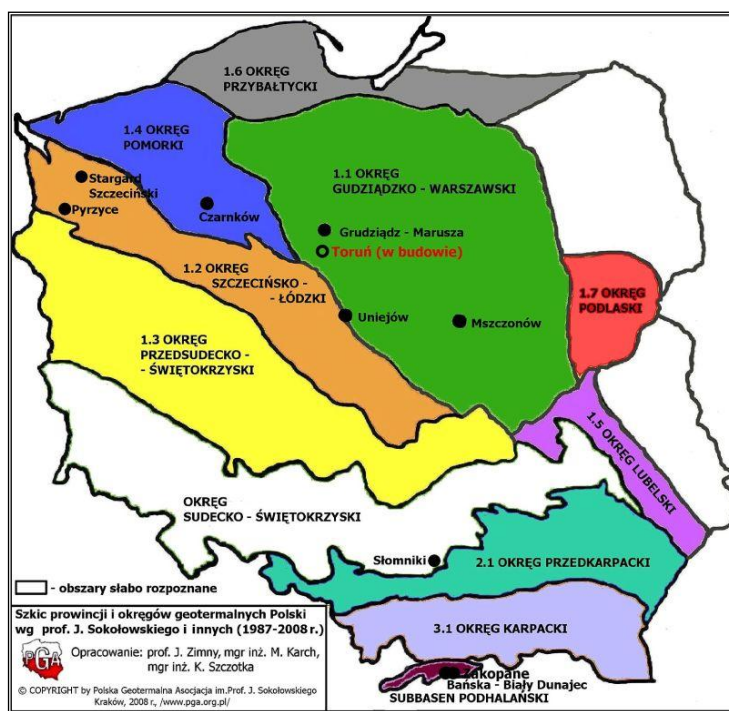 1.6 OKRĘG
PRZYBAŁTYCKI
1.4 OKRĘG
POMORKI
1.1 OKRĘG
GUDZIĄDZKO - WARSZAWSKI
Stargard
Szczeciński
Pyrzyce
Czarnków
Grudziądz - Marusza
Toruń (w budowie)
1.2 OKRĘG
SZCZECIŃSKO -
- ŁÓDZKI
1.7 OKRĘG
PODLASKI
Uniejów
Mszczonów
1.3 OKRĘG
PRZEDSUDECKO -
- ŚWIĘTOKRZYSKI
1.5 OKRĘG LUBELSKI
OKRĘG
SUDECKO - ŚWIĘTOKRZYSKI
Słomniki
2.1 OKRĘG PRZEDKARPACKI
3.1 OKRĘG KARPACKI
Zakopane
Bańska - Biały Dunajec
SUBBASEN PODHALAŃSKI
- obszary słabo rozpoznane
Szkic prowincji i okręgów geotermalnych Polski
wg prof. J. Sokołowskiego i innych (1987-2008 r.)
PGA
Opracowanie: prof. J. Zimny, mgr inż. M. Karch,
mgr inż. K. Szczotka
© COPYRIGHT by Polska Geotermalna Asocjacja im.Prof. J. Sokołowskiego
Kraków, 2008 r., /www.pga.org.pl/